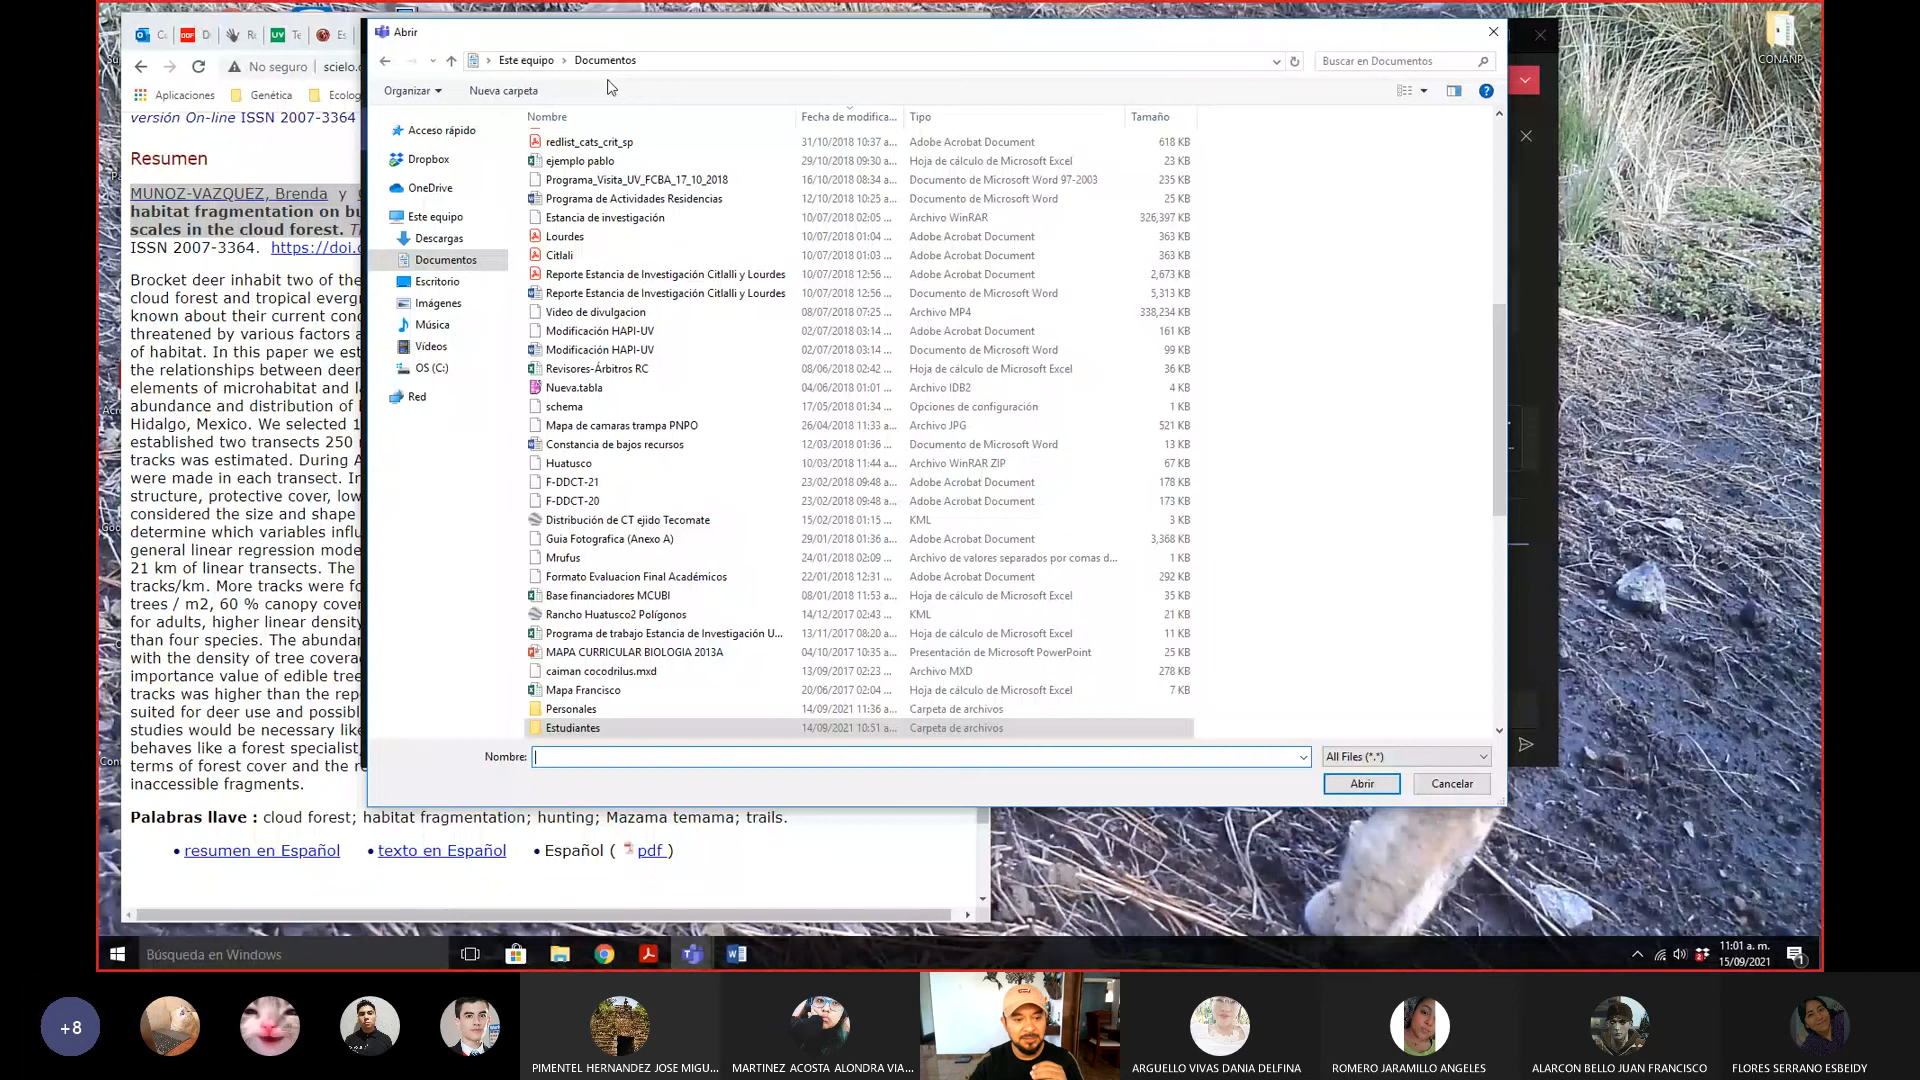 Abrir
Este equipo > Documentos
Buscar en Documentos
Organizar
Nueva carpeta
CONANP
No seguro
scielo.
Aplicaciones
Genética
Ecolog
versión On-line ISSN 2007-3364
Resumen
MUNOZ-VAZQUEZ, Brenda y
habitat fragmentation on bu
scales in the cloud forest.
ISSN 2007-3364. https://doi.
Brocket deer inhabit two of the
cloud forest and tropical evergr
known about their current con
threatened by various factors a
of habitat. In this paper we est
the relationships between deer
elements of microhabitat and l
abundance and distribution of
Hidalgo, Mexico. We selected 1
established two transects 250
tracks was estimated. During A
were made in each transect. In
structure, protective cover, low
considered the size and shape
determine which variables influ
general linear regression mode
21 km of linear transects. The
tracks/km. More tracks were fo
trees / m2, 60 % canopy cover
for adults, higher linear density
than four species. The abundan
with the density of tree coverag
importance value of edible tree
tracks was higher than the rep
suited for deer use and possibl
studies would be necessary like
behaves like a forest specialist,
terms of forest cover and the r
inaccessible fragments.
Palabras llave : cloud forest; habitat fragmentation; hunting; Mazama temama; trails.
• resumen en Español • texto en Español • Español ( pdf )
Acceso rápido
Dropbox
OneDrive
Este equipo
Descargas
Documentos
Escritorio
Imágenes
Música
Vídeos
OS (C:)
Red
Nombre Fecha de modifica... Tipo Tamaño
redlist_cats_crit_sp 31/10/2018 10:37 a... Adobe Acrobat Document 618 KB
ejemplo pablo 29/10/2018 09:30 a... Hoja de cálculo de Microsoft Excel 23 KB
Programa_Visita_UV_FCBA_17_10_2018 16/10/2018 08:34 a... Documento de Microsoft Word 97-2003 235 KB
Programa de Actividades Residencias 12/10/2018 10:25 a... Documento de Microsoft Word 25 KB
Estancia de investigación 10/07/2018 02:05 ... Archivo WinRAR 326,397 KB
Lourdes 10/07/2018 01:04 ... Adobe Acrobat Document 363 KB
Citlali 10/07/2018 01:03 ... Adobe Acrobat Document 363 KB
Reporte Estancia de Investigación Citlalli y Lourdes 10/07/2018 12:56 ... Adobe Acrobat Document 2,673 KB
Reporte Estancia de Investigación Citlalli y Lourdes 10/07/2018 12:56 ... Documento de Microsoft Word 5,313 KB
Video de divulgacion 08/07/2018 07:25 ... Archivo MP4 338,234 KB
Modificación HAPI-UV 02/07/2018 03:14 ... Adobe Acrobat Document 161 KB
Modificación HAPI-UV 02/07/2018 03:14 ... Documento de Microsoft Word 99 KB
Revisores-Árbitros RC 08/06/2018 02:42 ... Hoja de cálculo de Microsoft Excel 36 KB
Nueva.tabla 04/06/2018 01:01 ... Archivo IDB2 4 KB
schema 17/05/2018 01:34 ... Opciones de configuración 1 KB
Mapa de camaras trampa PNPO 26/04/2018 11:33 a... Archivo JPG 521 KB
Constancia de bajos recursos 12/03/2018 01:36 ... Documento de Microsoft Word 13 KB
Huatusco 10/03/2018 11:44 a... Archivo WinRAR ZIP 67 KB
F-DDCT-21 23/02/2018 09:48 a... Adobe Acrobat Document 178 KB
F-DDCT-20 23/02/2018 09:48 a... Adobe Acrobat Document 173 KB
Distribución de CT ejido Tecomate 15/02/2018 01:15 ... KML 3 KB
Guia Fotografica (Anexo A) 29/01/2018 01:36 ... Adobe Acrobat Document 3,368 KB
Mrufus 24/01/2018 02:09 ... Archivo de valores separados por comas d... 1 KB
Formato Evaluacion Final Académicos 22/01/2018 12:31 ... Adobe Acrobat Document 292 KB
Base financiadores MCUBI 08/01/2018 11:53 a... Hoja de cálculo de Microsoft Excel 35 KB
Rancho Huatusco2 Polígonos 14/12/2017 02:43 ... KML 21 KB
Programa de trabajo Estancia de Investigación U... 13/11/2017 08:20 a... Hoja de cálculo de Microsoft Excel 11 KB
MAPA CURRICULAR BIOLOGIA 2013A 04/10/2017 10:35 a... Presentación de Microsoft PowerPoint 25 KB
caiman cocodrilus.mxd 13/09/2017 02:23 ... Archivo MXD 278 KB
Mapa Francisco 20/06/2017 02:04 ... Hoja de cálculo de Microsoft Excel 7 KB
Personales 14/09/2021 11:36 a... Carpeta de archivos
Estudiantes 14/09/2021 10:51 a... Carpeta de archivos
Nombre:
All Files (*.*)
Abrir
Cancelar
Búsqueda en Windows
11:01 a. m.
15/09/2021
1
+8
PIMENTEL HERNANDEZ JOSE MIGU...
MARTINEZ ACOSTA ALONDRA VIA...
ARGUELLO VIVAS DANIA DELFINA
ROMERO JARAMILLO ANGELES
ALARCON BELLO JUAN FRANCISCO
FLORES SERRANO ESBEIDY